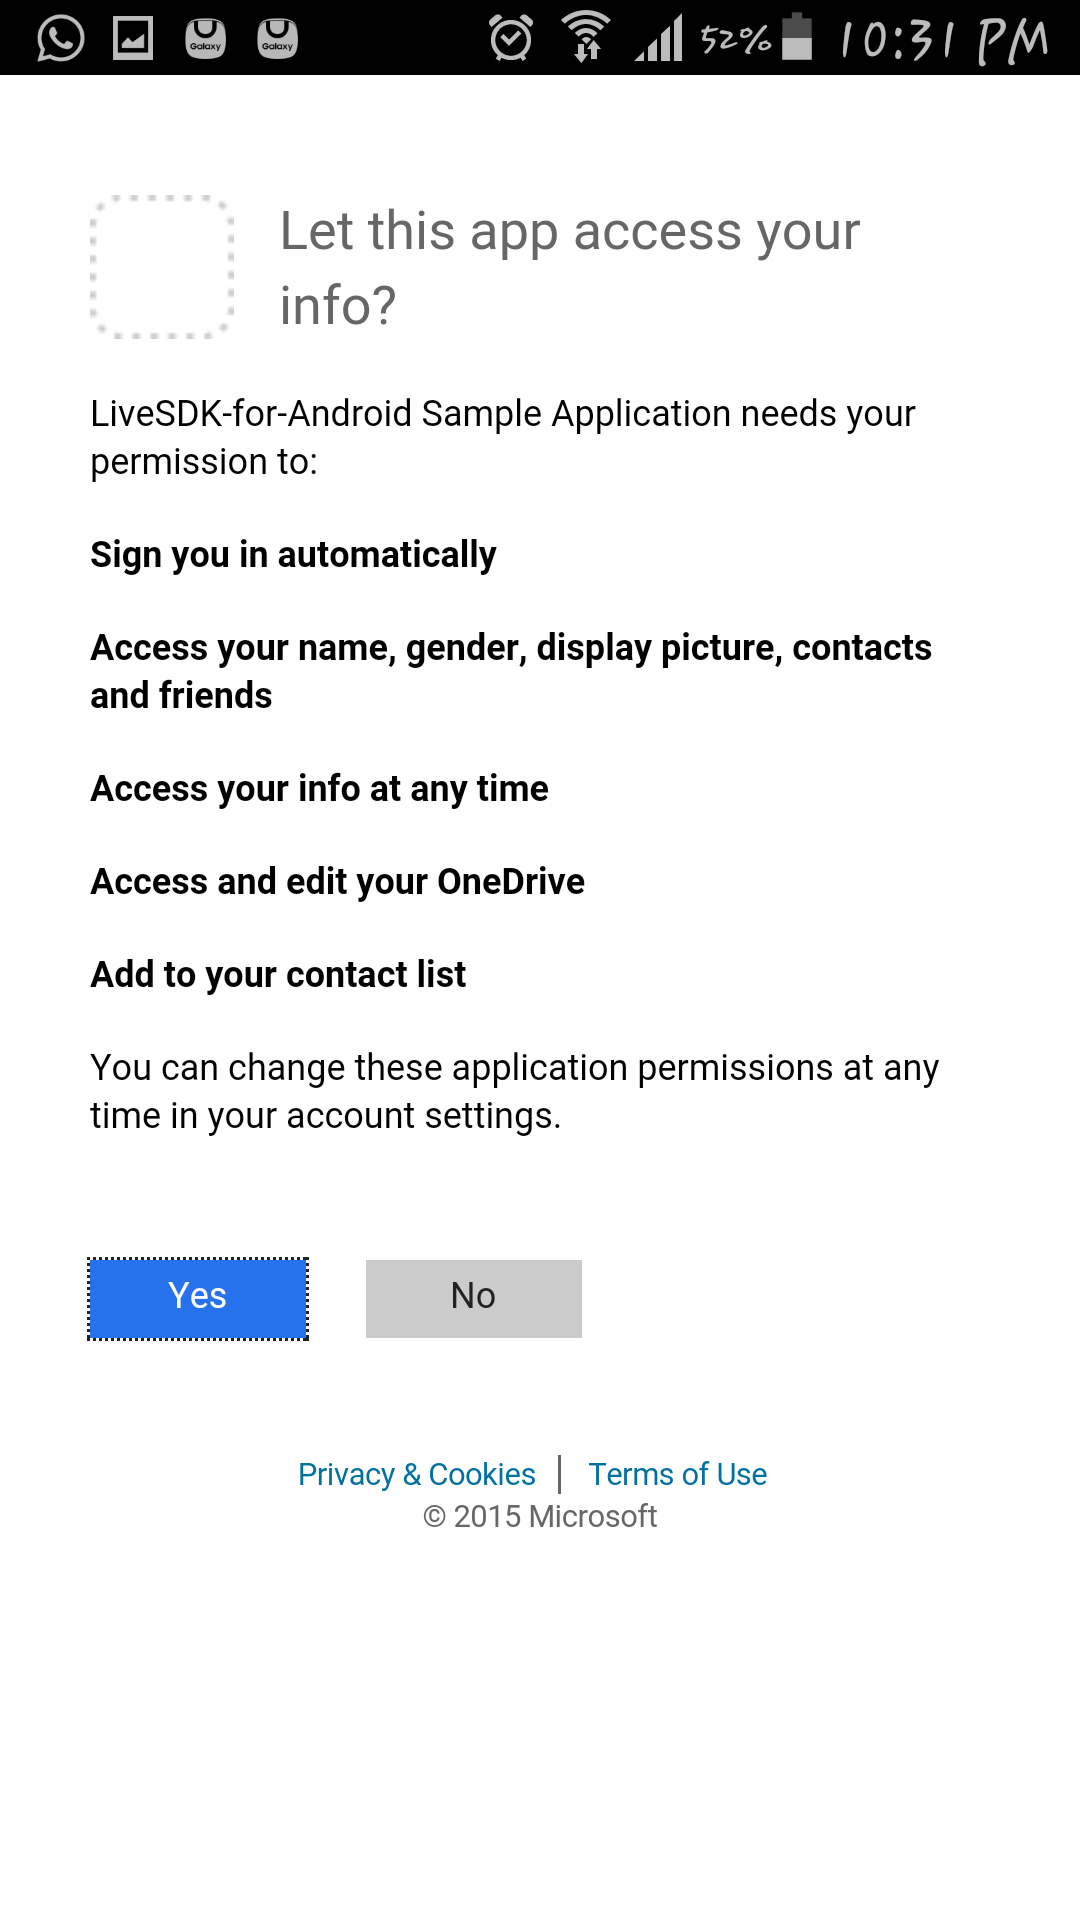 Galaxy Galaxy 52% 10:31 PM
Let this app access your
info?
LiveSDK-for-Android Sample Application needs your
permission to:
Sign you in automatically
Access your name, gender, display picture, contacts
and friends
Access your info at any time
Access and edit your OneDrive
Add to your contact list
You can change these application permissions at any
time in your account settings.
Yes No
Privacy & Cookies | Terms of Use
© 2015 Microsoft